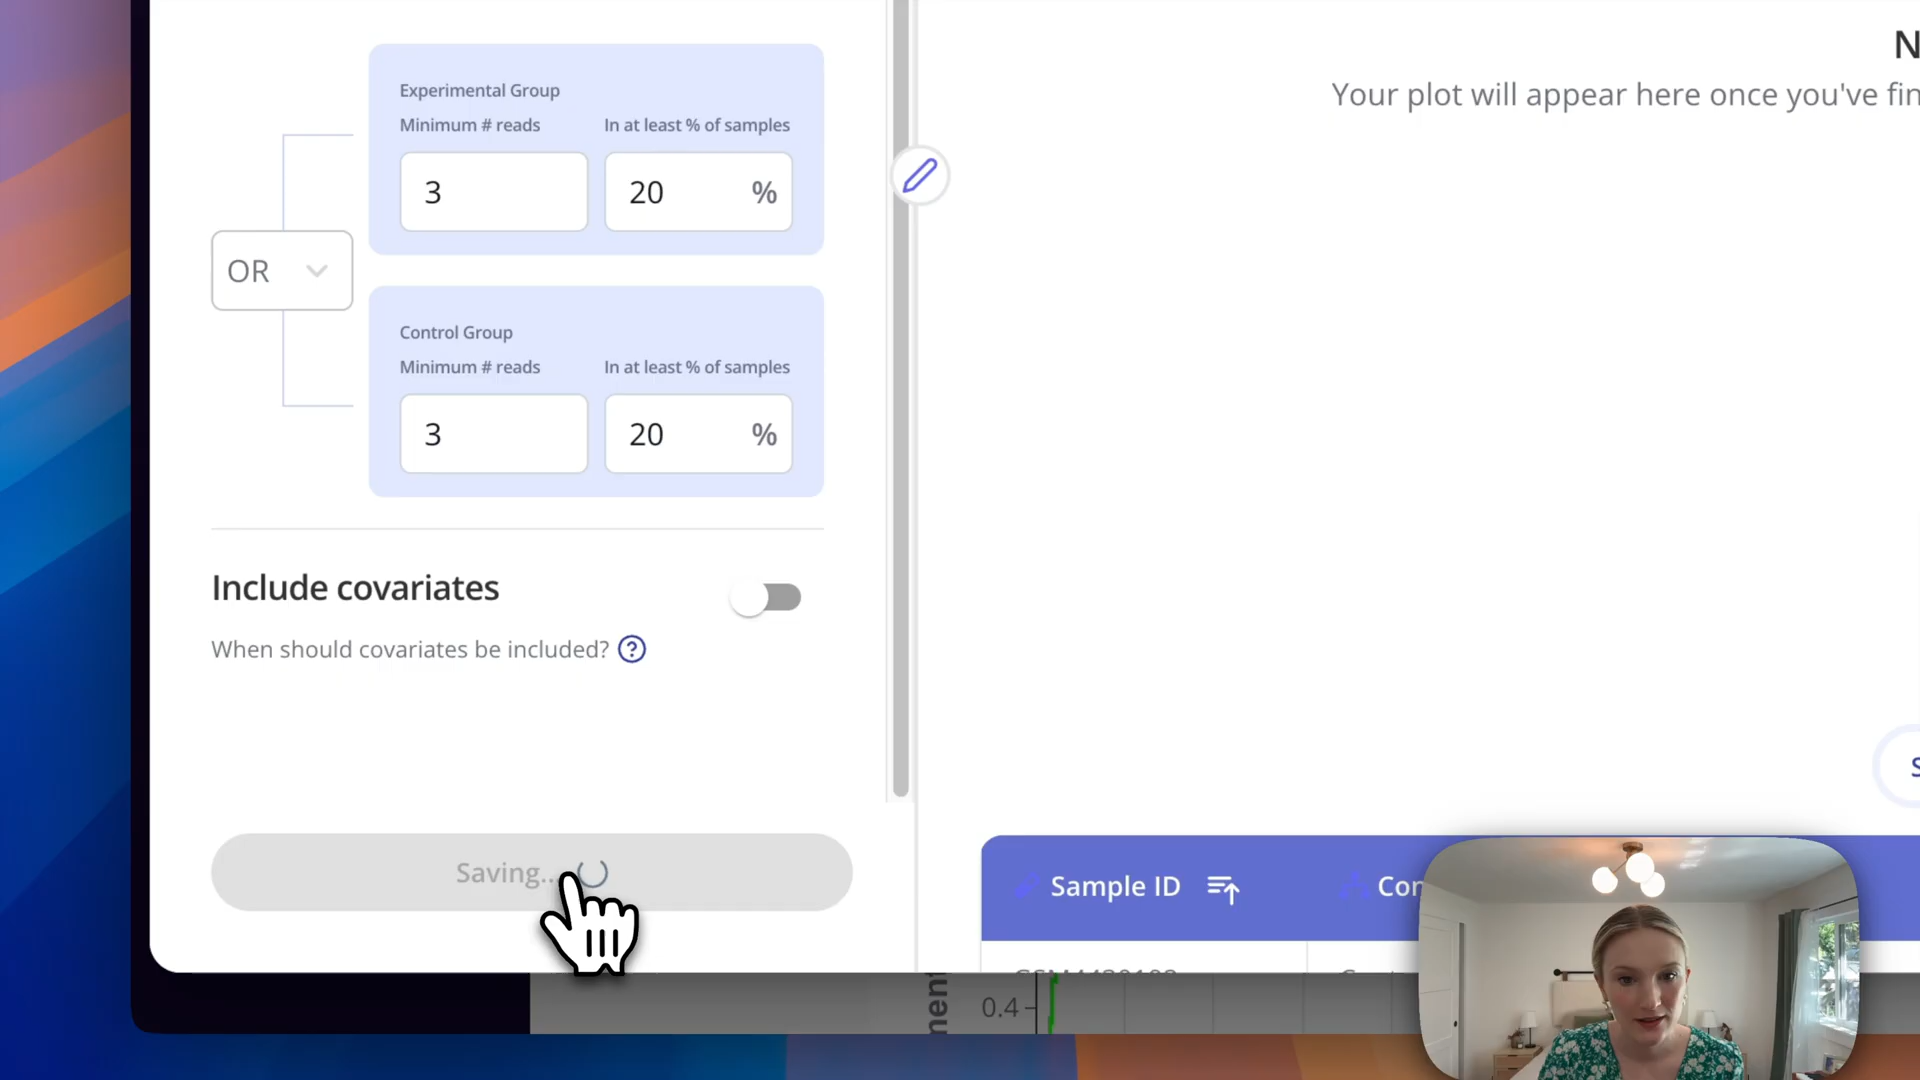 Experimental Group
Minimum # reads
In at least % of samples
3
20 %
OR
Control Group
Minimum # reads
In at least % of samples
3
20 %
Include covariates
When should covariates be included? ?
Saving...
N
Your plot will appear here once you've fin
S
Sample ID
Con
0.4